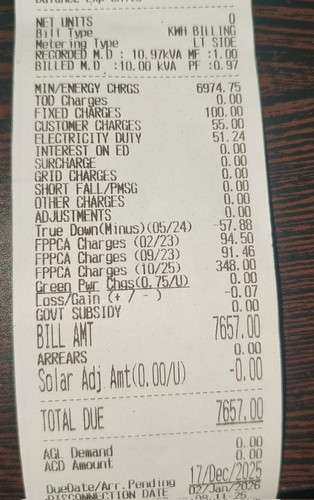 NET UNITS 0
Bill Type KWH BILLING
Metering Type LT SIDE
RECORDED M.D : 10.97KVA MF :1.00
BILLED M.D :10.00 KVA PF :0.97
MIN/ENERGY CHRGS 6974.75
TOD Charges 0.00
FIXED CHARGES 100.00
CUSTOMER CHARGES 55.00
ELECTRICITY DUTY 51.24
INTEREST ON ED 0.00
SURCHARGE 0.00
GRID CHARGES 0.00
SHORT FALL/PMSG 0.00
OTHER CHARGES 0.00
ADJUSTMENTS 0.00
True Down(Minus)(05/24) -57.88
FPPCA Charges (02/23) 94.50
FPPCA Charges (09/23) 91.46
FPPCA Charges (10/25) 348.00
Green Pwr Chgs(0.75/U) 0.00
Loss/Gain (+ / - ) -0.07
GOVT SUBSIDY 0.00
BILL AMT 7657.00
ARREARS 0.00
Solar Adj Amt(0.00/U) -0.00
TOTAL DUE 7657.00
AGL Demand 0.00
ACD Amount 0.00
DueDate/Arr.Pending 17/Dec/2025
DISCONNECTION DATE 02/Jan/2026